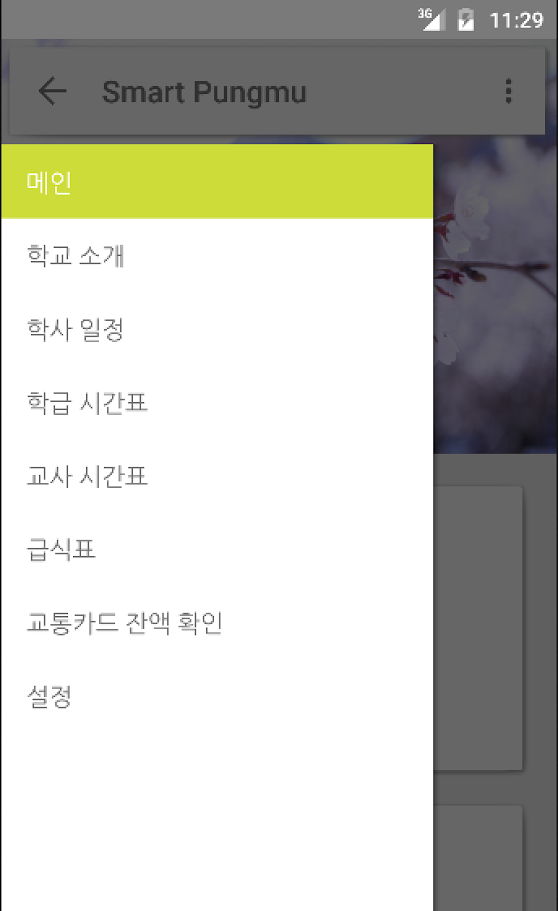 3G 11:29
Smart Pungmu
메인
학교 소개
학사 일정
학급 시간표
교사 시간표
급식표
교통카드 잔액 확인
설정